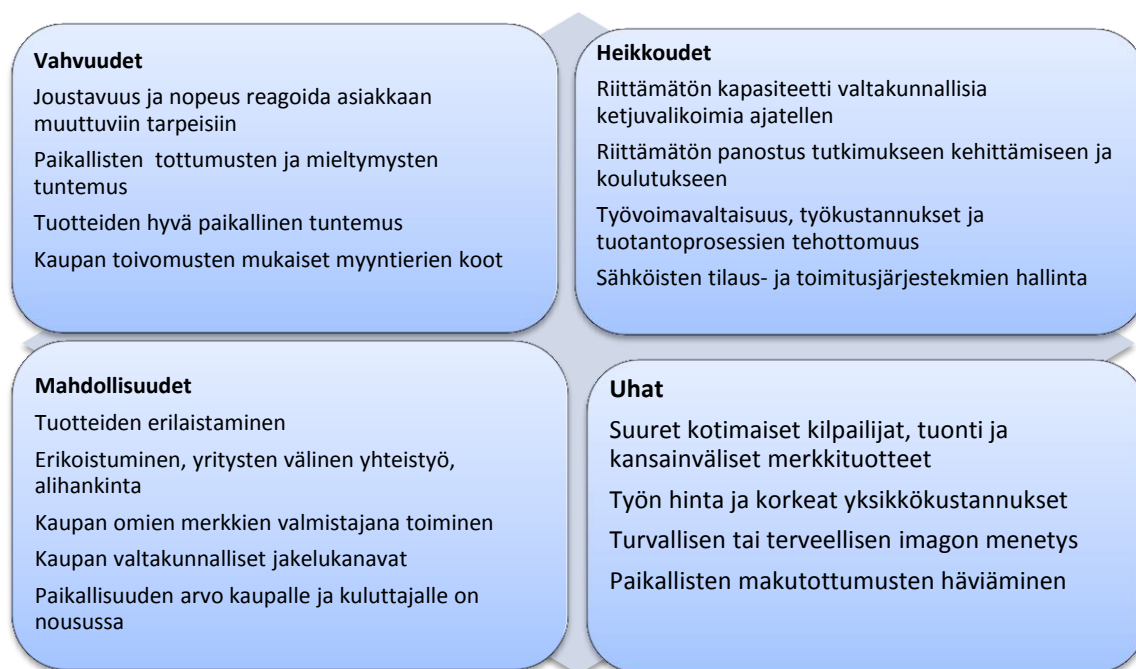 Vahvuudet
Joustavuus ja nopeus reagoida asiakkaan
muuttuviin tarpeisiin
Paikallisten tottumusten ja mieltymysten
tuntemus
Tuotteiden hyvä paikallinen tuntemus
Kaupan toivomusten mukaiset myyntierien koot
Heikkoudet
Riittämätön kapasiteetti valtakunnallisia
ketjuvalikoimia ajatellen
Riittämätön panostus tutkimukseen kehittämiseen ja
koulutukseen
Työvoimavaltaisuus, työkustannukset ja
tuotantoprosessien tehottomuus
Sähköisten tilaus- ja toimitusjärjestekmien hallinta
Mahdollisuudet
Tuotteiden erilaistaminen
Erikoistuminen, yritysten välinen yhteistyö,
alihankinta
Kaupan omien merkkien valmistajana toiminen
Kaupan valtakunnalliset jakelukanavat
Paikallisuuden arvo kaupalle ja kuluttajalle on
nousussa
Uhat
Suuret kotimaiset kilpailijat, tuonti ja
kansainväliset merkkituotteet
Työn hinta ja korkeat yksikkökustannukset
Turvallisen tai terveellisen imagon menetys
Paikallisten makutottumusten häviäminen